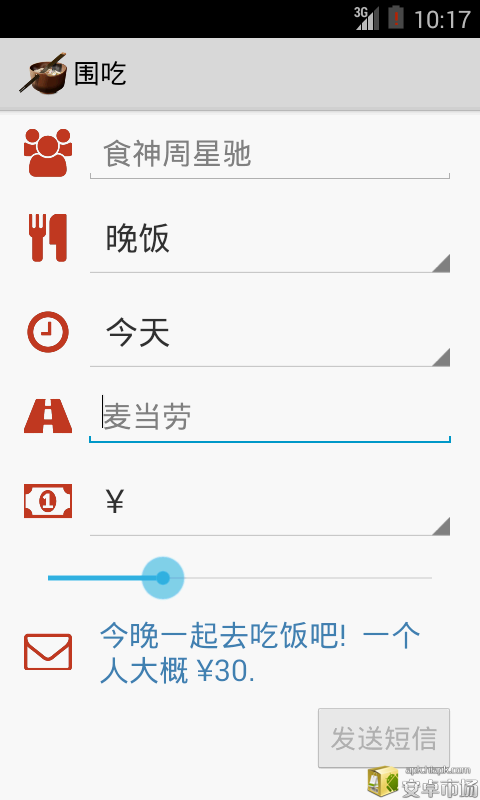 3G 10:17
围吃
食神周星驰
晚饭
今天
麦当劳
1
¥
今晚一起去吃饭吧! 一个
人大概 ¥30.
发送短信
apk.hiapk.com
安卓市场